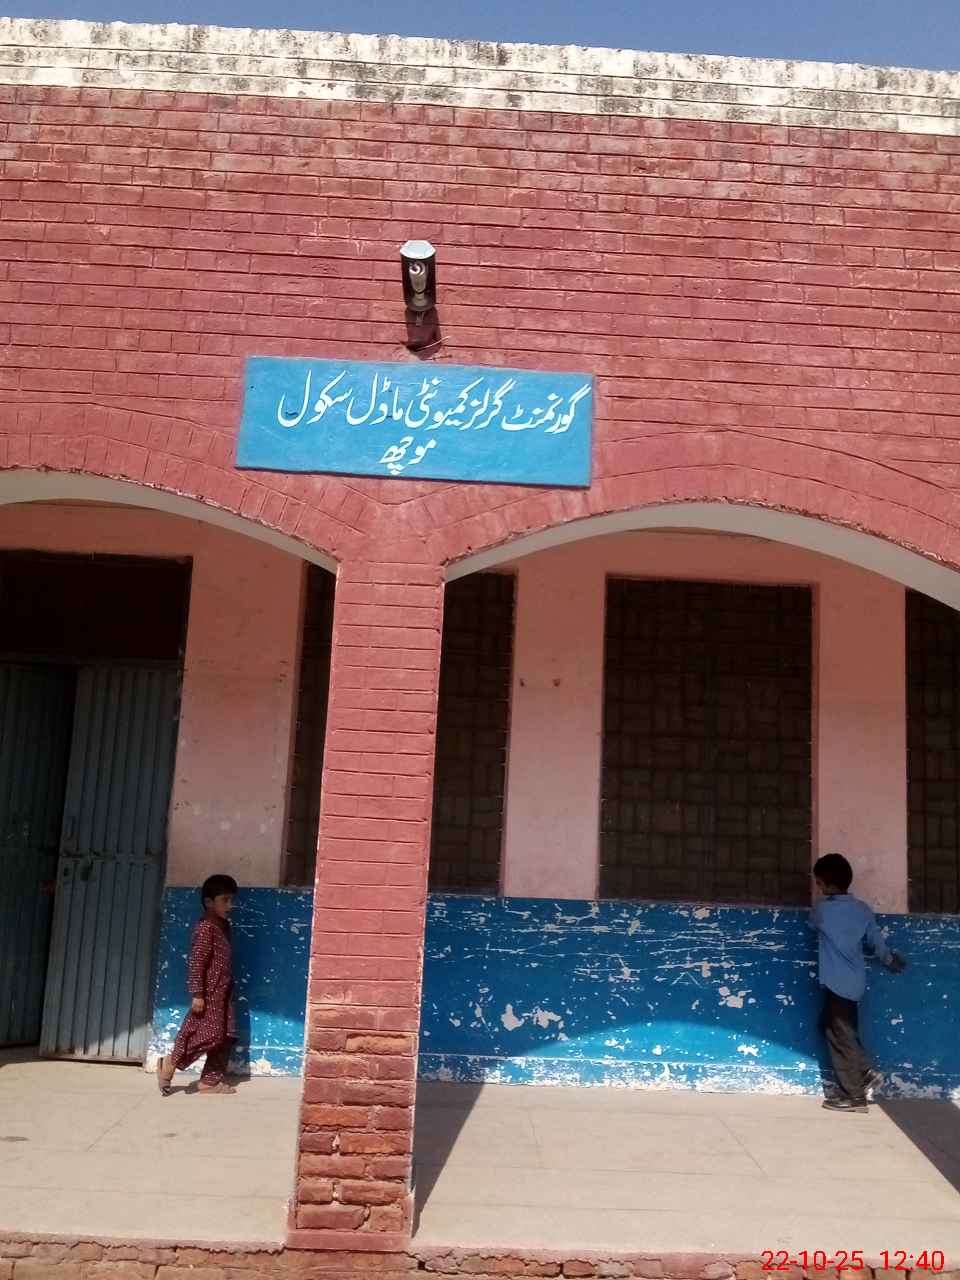 گورنمنٹ گرلز کمیونٹی ماڈل سکول
موچھ
22-10-25 12:40